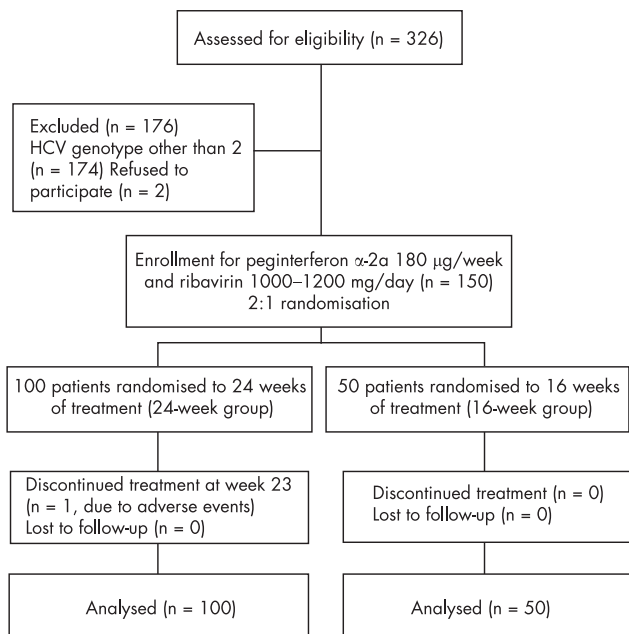 Assessed for eligibility (n = 326)
Excluded (n = 176)
HCV genotype other than 2
(n = 174) Refused to
participate (n = 2)
Enrollment for peginterferon α-2a 180 μg/week
and ribavirin 1000–1200 mg/day (n = 150)
2:1 randomisation
100 patients randomised to 24 weeks
of treatment (24-week group)
50 patients randomised to 16 weeks
of treatment (16-week group)
Discontinued treatment at week 23
(n = 1, due to adverse events)
Lost to follow-up (n = 0)
Discontinued treatment (n = 0)
Lost to follow-up (n = 0)
Analysed (n = 100)
Analysed (n = 50)